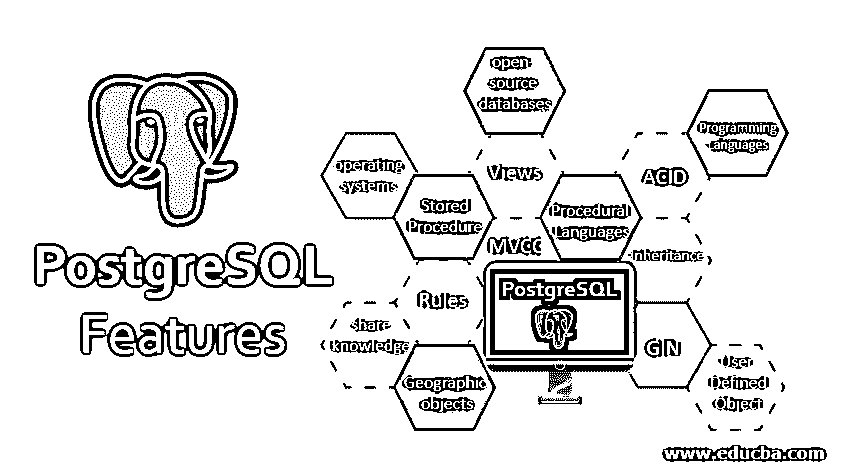 PostgreSQL
Features
open-
source
databases
Programming
Languages
operating
systems
Views
ACID
Stored
Procedure
Procedural
Languages
MVCC
Inheritance
PostgreSQL
Rules
share
knowledge
GIN
Geographic
objects
User
Defined
Object
www.educba.com